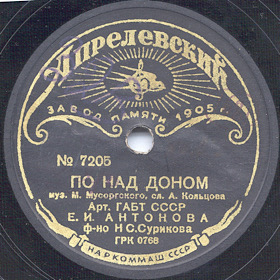 Апрелевский
ЗАВОД ПАМЯТИ 1905 г.
№ 7205
ПО НАД ДОНОМ
муз. М. Мусоргского, сл. А. Кольцова
Арт. ГАБТ СССР
Е. И. АНТОНОВА
ф-но Н С. Сурикова
ГРК 0768
НАРКОММАШ СССР